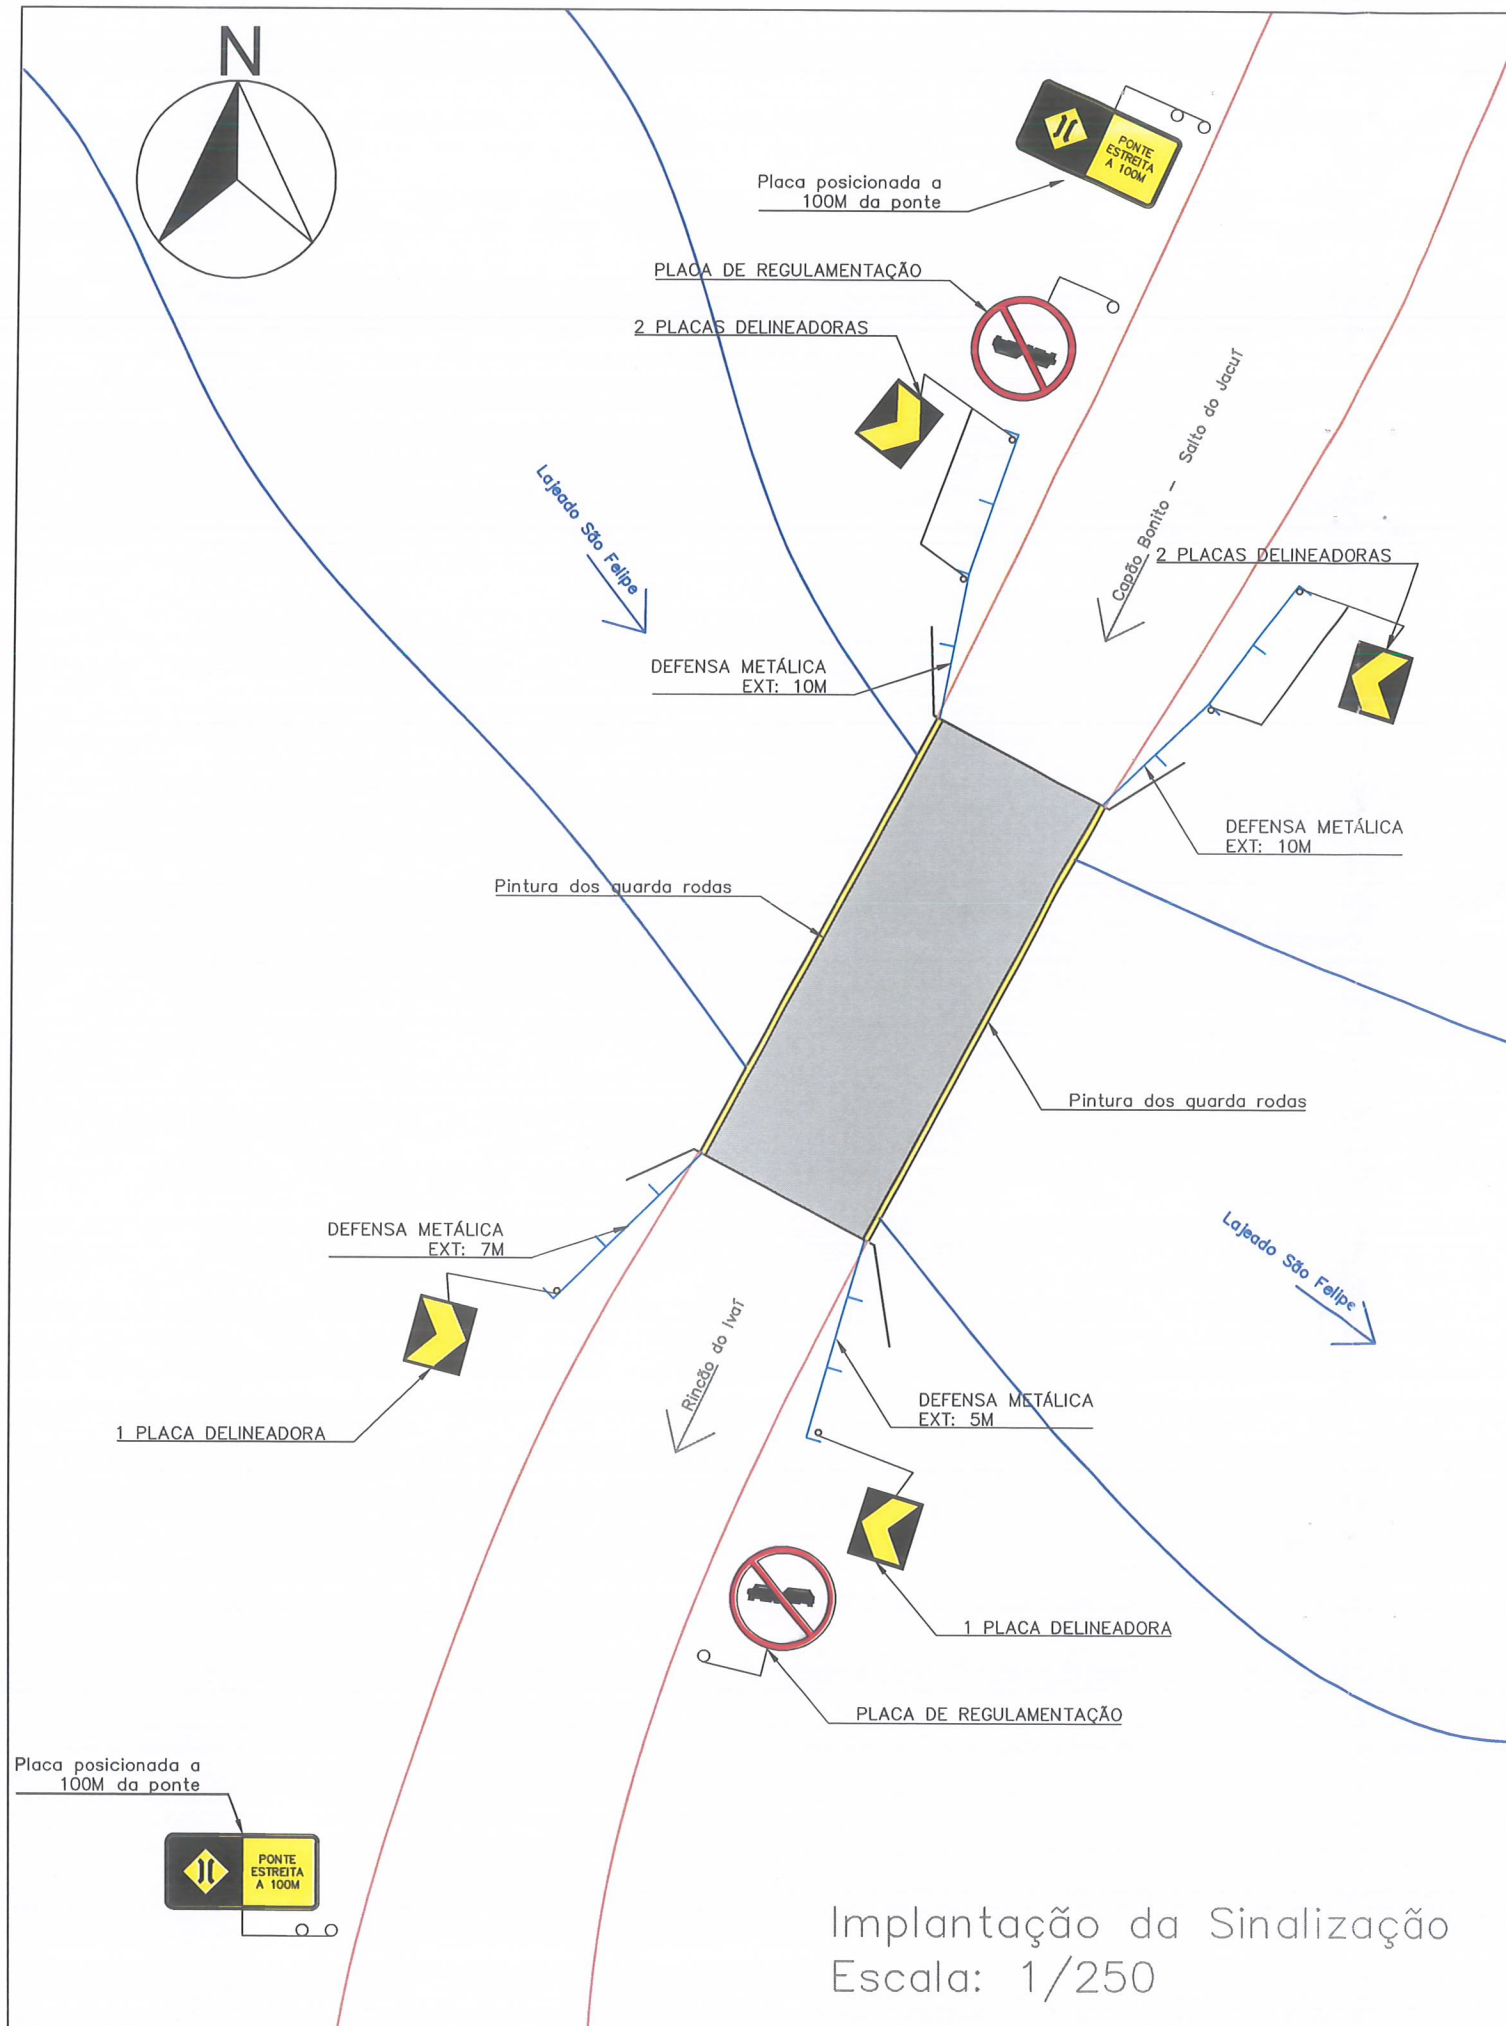 N
PONTE
ESTREITA
A 100M
Placa posicionada a
100M da ponte
PLACA DE REGULAMENTAÇÃO
2 PLACAS DELINEADORAS
Capão Bonito - Salto do Jacuí
Lajeado São Felipe
2 PLACAS DELINEADORAS
DEFENSA METÁLICA
EXT: 10M
DEFENSA METÁLICA
EXT: 10M
Pintura dos guarda rodas
Pintura dos guarda rodas
DEFENSA METÁLICA
EXT: 7M
Lajeado São Felipe
Rincão do Ivaí
1 PLACA DELINEADORA
DEFENSA METÁLICA
EXT: 5M
1 PLACA DELINEADORA
PLACA DE REGULAMENTAÇÃO
Placa posicionada a
100M da ponte
PONTE
ESTREITA
A 100M
Implantação da Sinalização
Escala: 1/250